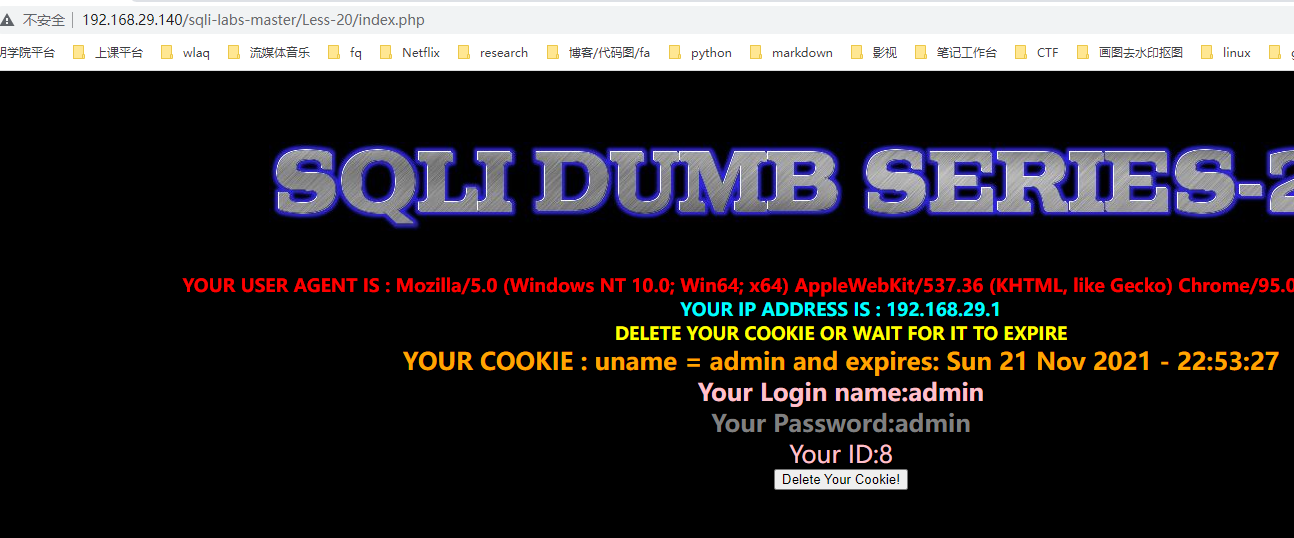 不安全 | 192.168.29.140/sqli-labs-master/Less-20/index.php
明学院平台 上课平台 wlaq 流媒体音乐 fq Netflix research 博客/代码图/fa python markdown 影视 笔记工作台 CTF 画图去水印抠图 linux
SQLI DUMB SERIES-2
YOUR USER AGENT IS : Mozilla/5.0 (Windows NT 10.0; Win64; x64) AppleWebKit/537.36 (KHTML, like Gecko) Chrome/95.0
YOUR IP ADDRESS IS : 192.168.29.1
DELETE YOUR COOKIE OR WAIT FOR IT TO EXPIRE
YOUR COOKIE : uname = admin and expires: Sun 21 Nov 2021 - 22:53:27
Your Login name:admin
Your Password:admin
Your ID:8
Delete Your Cookie!